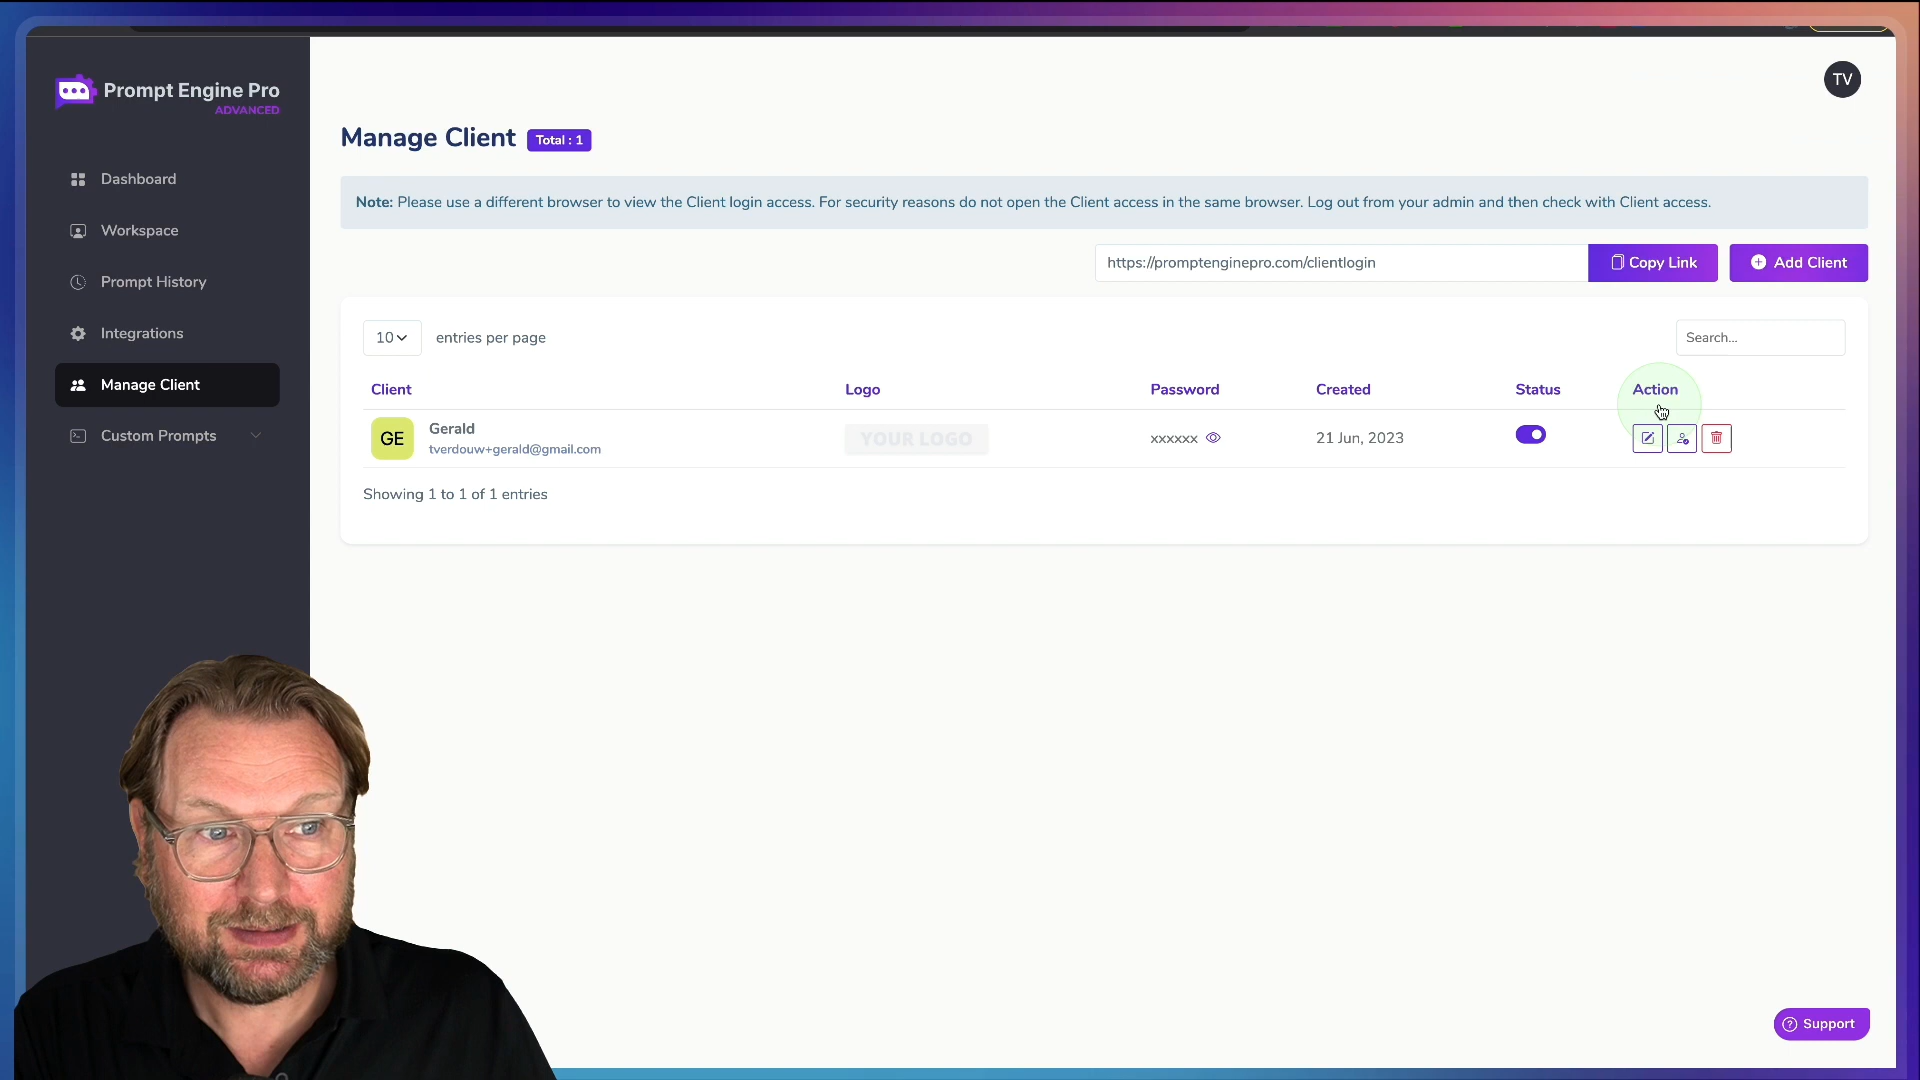 Prompt Engine Pro
ADVANCED
TV
Dashboard
Workspace
Prompt History
Integrations
Manage Client
Custom Prompts
Manage Client Total : 1
Note: Please use a different browser to view the Client login access. For security reasons do not open the Client access in the same browser. Log out from your admin and then check with Client access.
https://promptenginepro.com/clientlogin Copy Link Add Client
10 entries per page Search...
Client Logo Password Created Status Action
GE Gerald YOUR LOGO xxxxxx 21 Jun, 2023
tverdouw+gerald@gmail.com
Showing 1 to 1 of 1 entries
Support